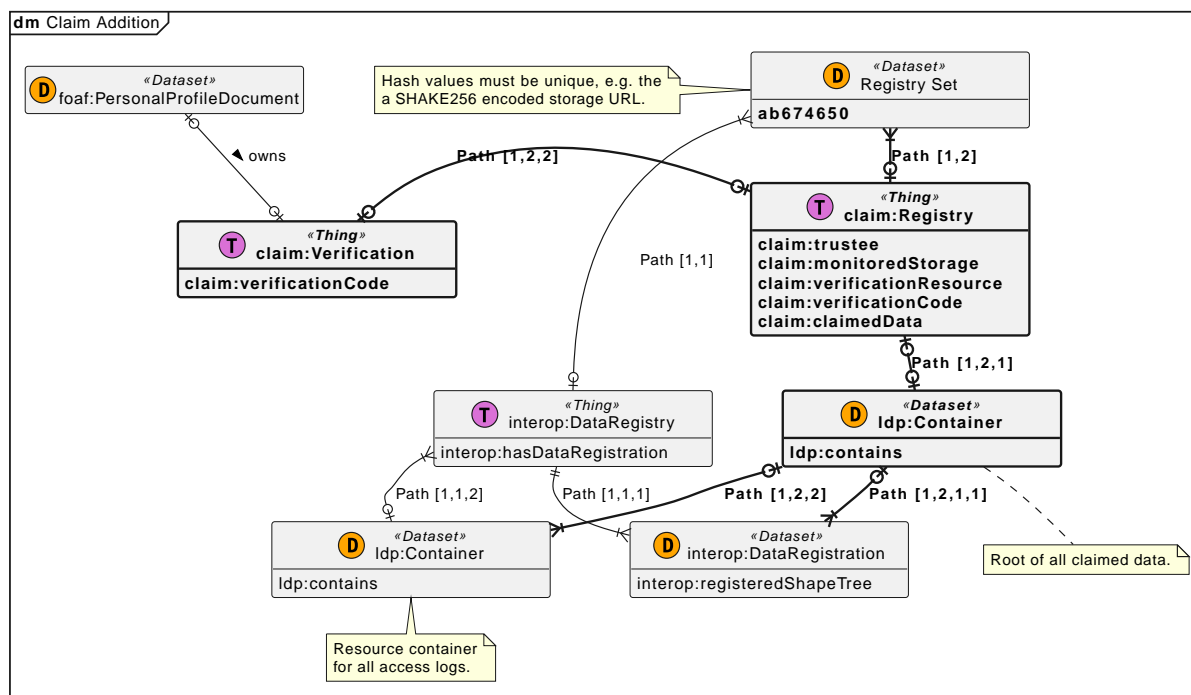 dm Claim Addition
«Dataset»
D
foaf:PersonalProfileDocument
Hash values must be unique, e.g. the
a SHAKE256 encoded storage URL.
«Dataset»
D
Registry Set
ab674650
owns
Path [1,2,2]
Path [1,2]
«Thing»
T
claim:Verification
claim:verificationCode
«Thing»
T
claim:Registry
claim:trustee
claim:monitoredStorage
claim:verificationResource
claim:verificationCode
claim:claimedData
Path [1,1]
Path [1,2,1]
«Thing»
T
interop:DataRegistry
interop:hasDataRegistration
«Dataset»
D
ldp:Container
ldp:contains
Path [1,1,2]
Path [1,1,1]
Path [1,2,2]
Path [1,2,1,1]
«Dataset»
D
ldp:Container
ldp:contains
«Dataset»
D
interop:DataRegistration
interop:registeredShapeTree
Root of all claimed data.
Resource container
for all access logs.